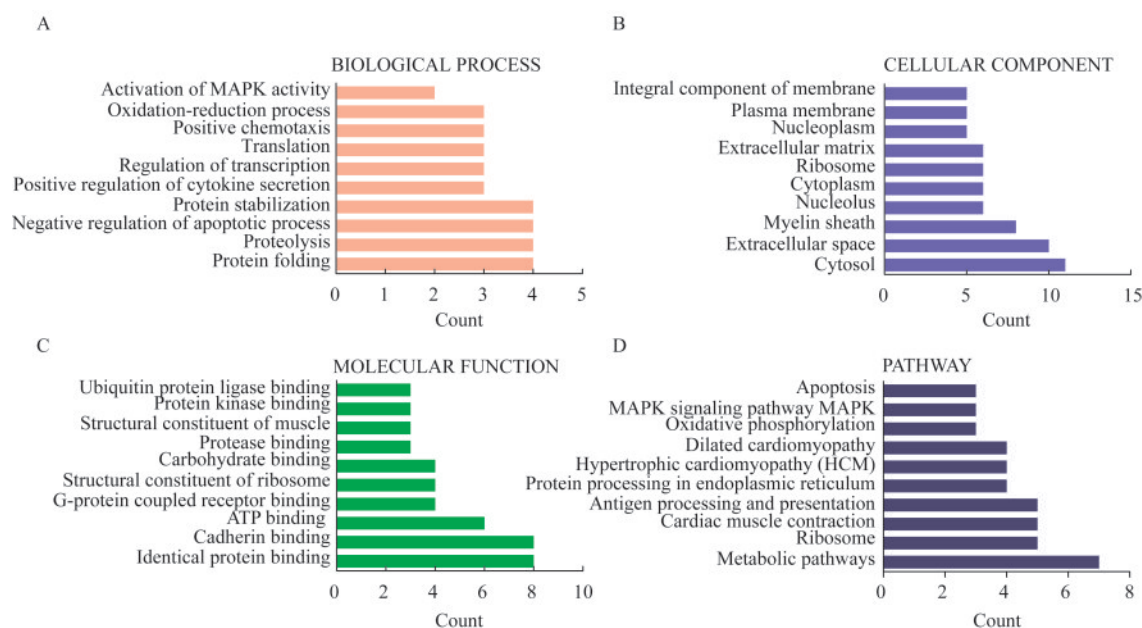 A
BIOLOGICAL PROCESS
Activation of MAPK activity
Oxidation-reduction process
Positive chemotaxis
Translation
Regulation of transcription
Positive regulation of cytokine secretion
Protein stabilization
Negative regulation of apoptotic process
Proteolysis
Protein folding
0 1 2 3 4 5
Count
B
CELLULAR COMPONENT
Integral component of membrane
Plasma membrane
Nucleoplasm
Extracellular matrix
Ribosome
Cytoplasm
Nucleolus
Myelin sheath
Extracellular space
Cytosol
0 5 10 15
Count
C
MOLECULAR FUNCTION
Ubiquitin protein ligase binding
Protein kinase binding
Structural constituent of muscle
Protease binding
Carbohydrate binding
Structural constituent of ribosome
G-protein coupled receptor binding
ATP binding
Cadherin binding
Identical protein binding
0 2 4 6 8 10
Count
D
PATHWAY
Apoptosis
MAPK signaling pathway MAPK
Oxidative phosphorylation
Dilated cardiomyopathy
Hypertrophic cardiomyopathy (HCM)
Protein processing in endoplasmic reticulum
Antigen processing and presentation
Cardiac muscle contraction
Ribosome
Metabolic pathways
0 2 4 6 8
Count